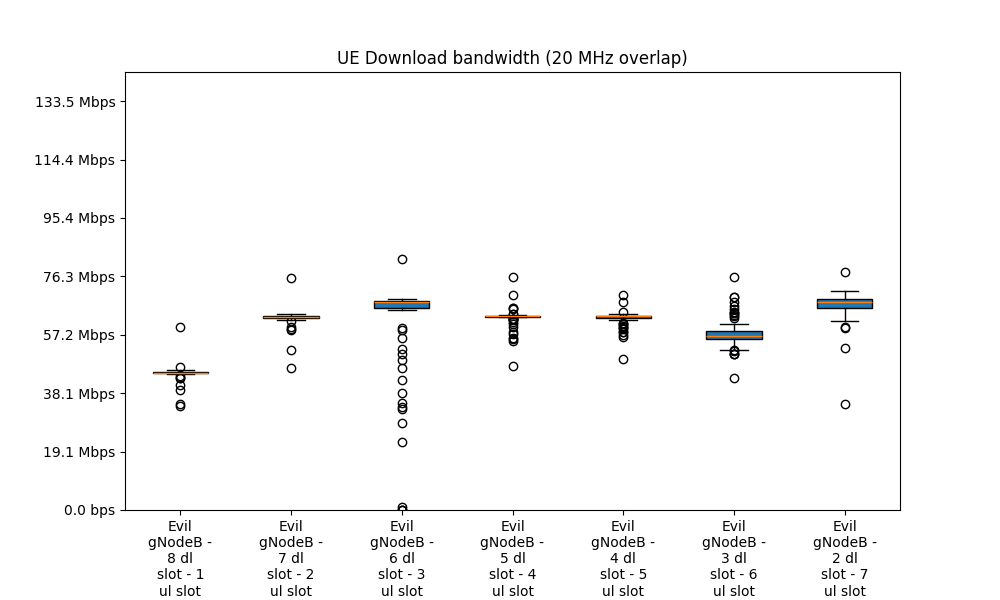 UE Download bandwidth (20 MHz overlap)
133.5 Mbps
114.4 Mbps
95.4 Mbps
76.3 Mbps
57.2 Mbps
38.1 Mbps
19.1 Mbps
0.0 bps
Evil
gNodeB -
8 dl
slot - 1
ul slot
Evil
gNodeB -
7 dl
slot - 2
ul slot
Evil
gNodeB -
6 dl
slot - 3
ul slot
Evil
gNodeB -
5 dl
slot - 4
ul slot
Evil
gNodeB -
4 dl
slot - 5
ul slot
Evil
gNodeB -
3 dl
slot - 6
ul slot
Evil
gNodeB -
2 dl
slot - 7
ul slot